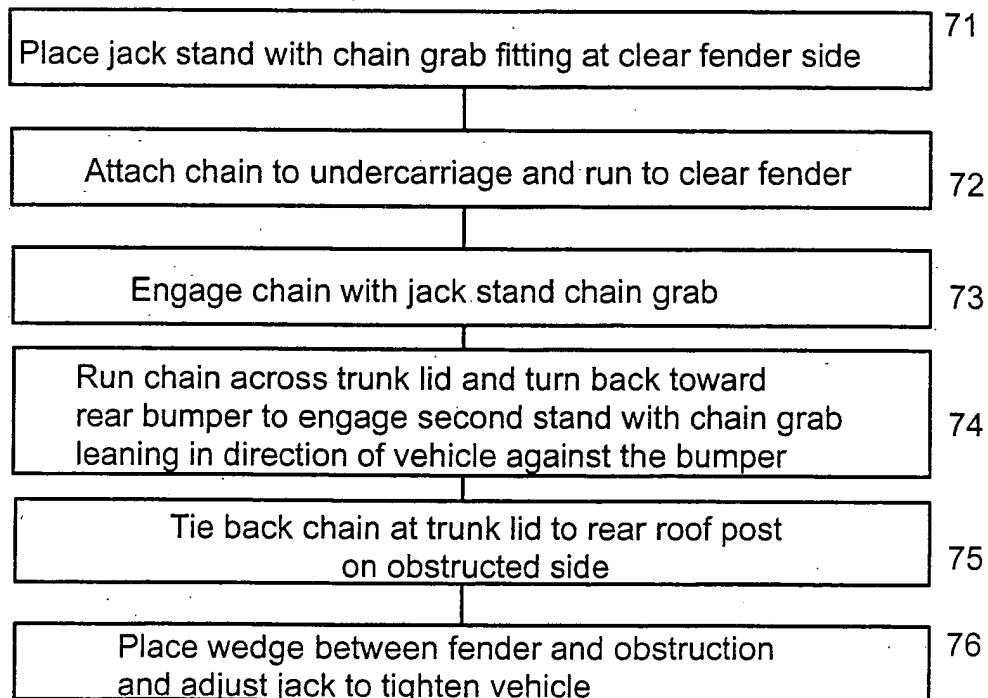 71
Place jack stand with chain grab fitting at clear fender side
Attach chain to undercarriage and run to clear fender
72
Engage chain with jack stand chain grab
73
Run chain across trunk lid and turn back toward
rear bumper to engage second stand with chain grab
leaning in direction of vehicle against the bumper
74
Tie back chain at trunk lid to rear roof post
on obstructed side
75
Place wedge between fender and obstruction
and adjust jack to tighten vehicle
76